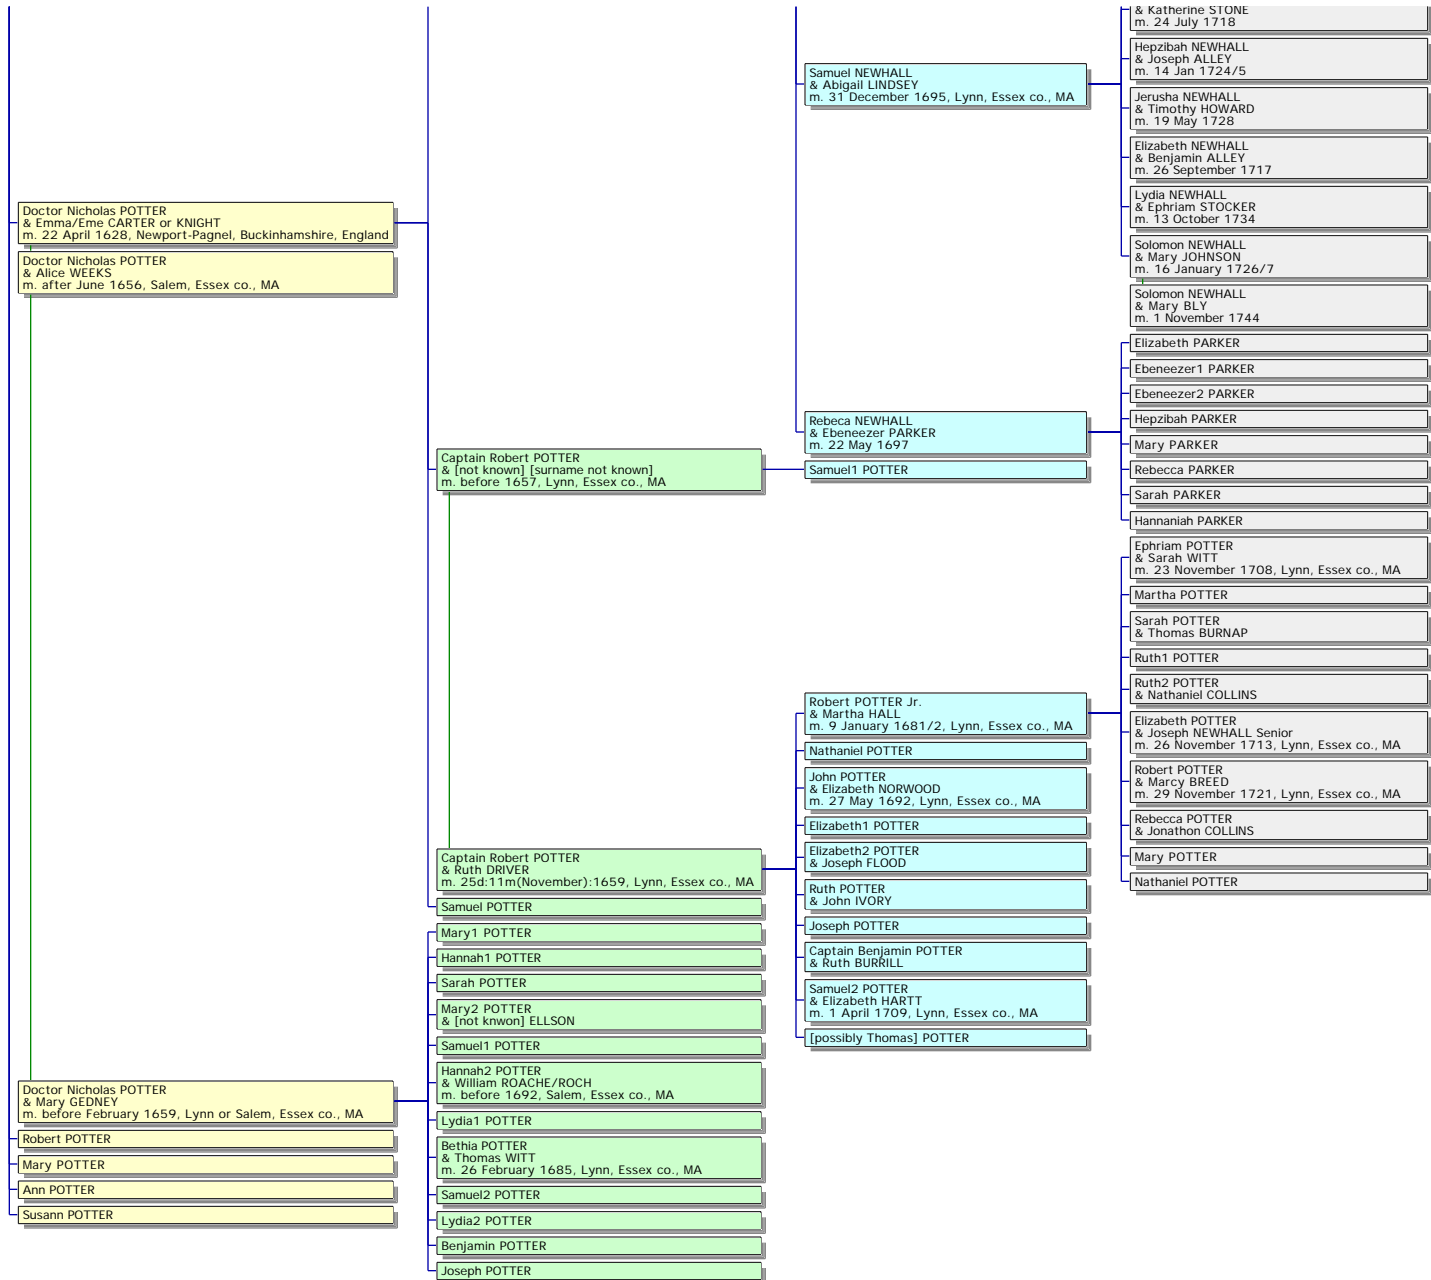 Doctor Nicholas POTTER
& Emma/Eme CARTER or KNIGHT
m. 22 April 1628, Newport-Pagnel, Buckinhamshire, England
Doctor Nicholas POTTER
& Alice WEEKS
m. after June 1656, Salem, Essex co., MA
Doctor Nicholas POTTER
& Mary GEDNEY
m. before February 1659, Lynn or Salem, Essex co., MA
Robert POTTER
Mary POTTER
Ann POTTER
Susann POTTER
Captain Robert POTTER
& [not known] [surname not known]
m. before 1657, Lynn, Essex co., MA
Captain Robert POTTER
& Ruth DRIVER
m. 25d:11m(November):1659, Lynn, Essex co., MA
Samuel POTTER
Mary1 POTTER
Hannah1 POTTER
Sarah POTTER
Mary2 POTTER
& [not knwon] ELLSON
Samuel1 POTTER
Hannah2 POTTER
& William ROACHE/ROCH
m. before 1692, Salem, Essex co., MA
Lydia1 POTTER
Bethia POTTER
& Thomas WITT
m. 26 February 1685, Lynn, Essex co., MA
Samuel2 POTTER
Lydia2 POTTER
Benjamin POTTER
Joseph POTTER
Samuel NEWHALL
& Abigail LINDSEY
m. 31 December 1695, Lynn, Essex co., MA
Rebeca NEWHALL
& Ebeneezer PARKER
m. 22 May 1697
Samuel1 POTTER
Robert POTTER Jr.
& Martha HALL
m. 9 January 1681/2, Lynn, Essex co., MA
Nathaniel POTTER
John POTTER
& Elizabeth NORWOOD
m. 27 May 1692, Lynn, Essex co., MA
Elizabeth1 POTTER
Elizabeth2 POTTER
& Joseph FLOOD
Ruth POTTER
& John IVORY
Joseph POTTER
Captain Benjamin POTTER
& Ruth BURRILL
Samuel2 POTTER
& Elizabeth HARTT
m. 1 April 1709, Lynn, Essex co., MA
[possibly Thomas] POTTER
& Katherine STONE
m. 24 July 1718
Hepzibah NEWHALL
& Joseph ALLEY
m. 14 Jan 1724/5
Jerusha NEWHALL
& Timothy HOWARD
m. 19 May 1728
Elizabeth NEWHALL
& Benjamin ALLEY
m. 26 September 1717
Lydia NEWHALL
& Ephriam STOCKER
m. 13 October 1734
Solomon NEWHALL
& Mary JOHNSON
m. 16 January 1726/7
Solomon NEWHALL
& Mary BLY
m. 1 November 1744
Elizabeth PARKER
Ebeneezer1 PARKER
Ebeneezer2 PARKER
Hepzibah PARKER
Mary PARKER
Rebecca PARKER
Sarah PARKER
Hannaniah PARKER
Ephriam POTTER
& Sarah WITT
m. 23 November 1708, Lynn, Essex co., MA
Martha POTTER
Sarah POTTER
& Thomas BURNAP
Ruth1 POTTER
Ruth2 POTTER
& Nathaniel COLLINS
Elizabeth POTTER
& Joseph NEWHALL Senior
m. 26 November 1713, Lynn, Essex co., MA
Robert POTTER
& Marcy BREED
m. 29 November 1721, Lynn, Essex co., MA
Rebecca POTTER
& Jonathon COLLINS
Mary POTTER
Nathaniel POTTER